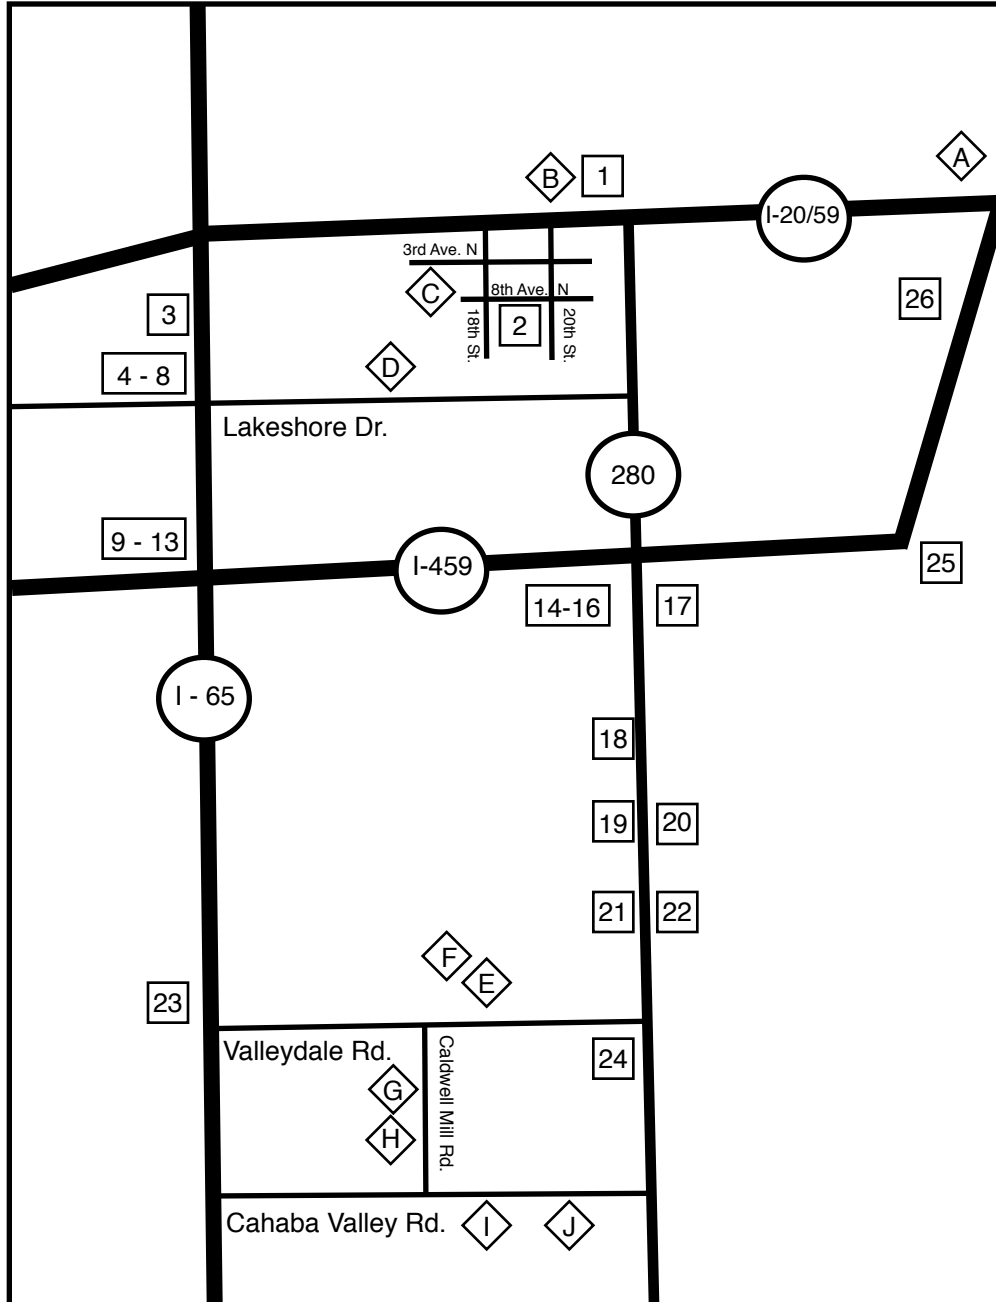 A
B
1
I-20/59
3rd Ave. N
C
8th Ave. N
26
3
18th St.
2
20th St.
4 - 8
D
Lakeshore Dr.
280
9 - 13
I-459
25
14-16
17
I - 65
18
19
20
21
22
F
E
23
Valleydale Rd.
Caldwell Mill Rd.
24
G
H
Cahaba Valley Rd.
I
J